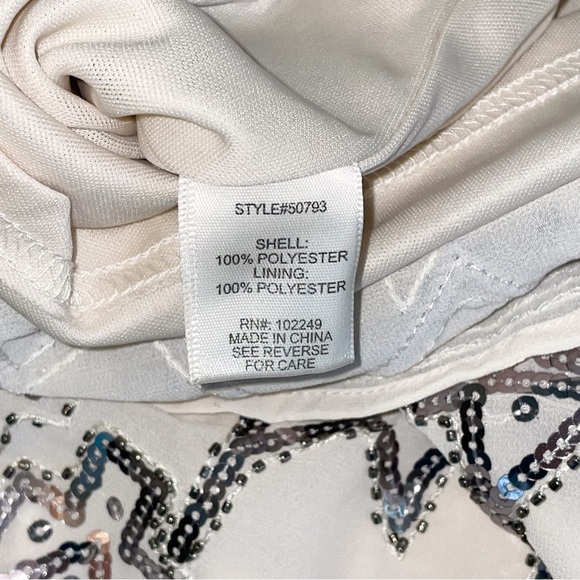 STYLE#50793
SHELL:
100% POLYESTER
LINING:
100% POLYESTER
RN#: 102249
MADE IN CHINA
SEE REVERSE
FOR CARE